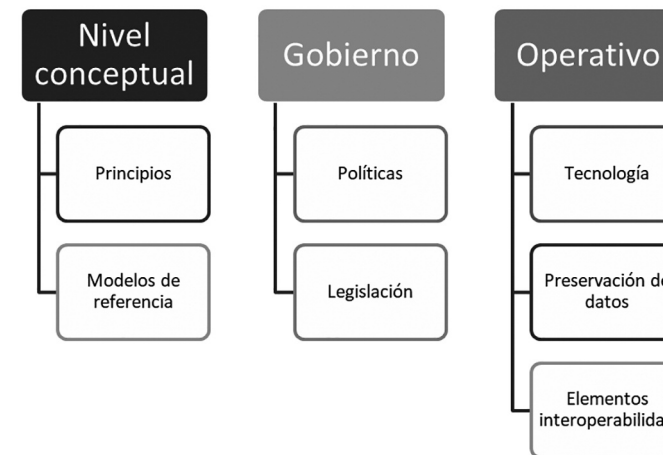 Nivel
conceptual
Gobierno
Operativo
Principios
Políticas
Tecnología
Modelos de
referencia
Legislación
Preservación de
datos
Elementos
interoperabilida